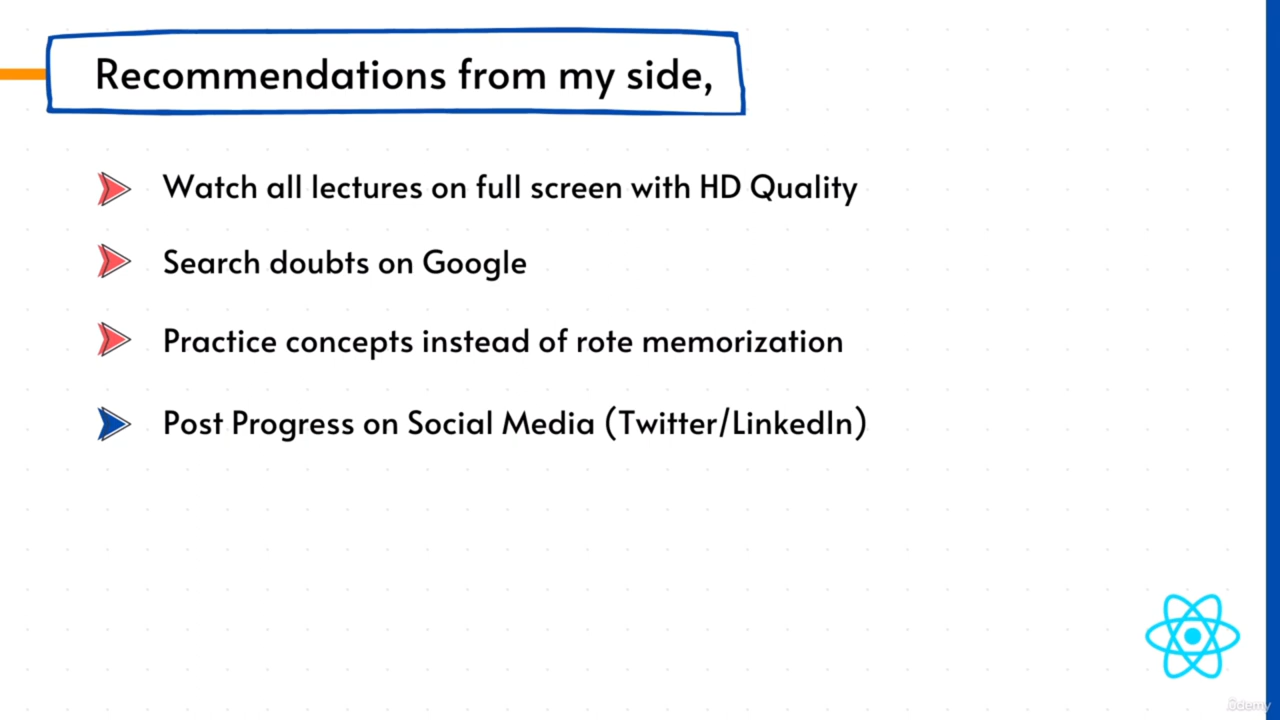 Recommendations from my side,
Watch all lectures on full screen with HD Quality
Search doubts on Google
Practice concepts instead of rote memorization
Post Progress on Social Media (Twitter/LinkedIn)
ûdemy